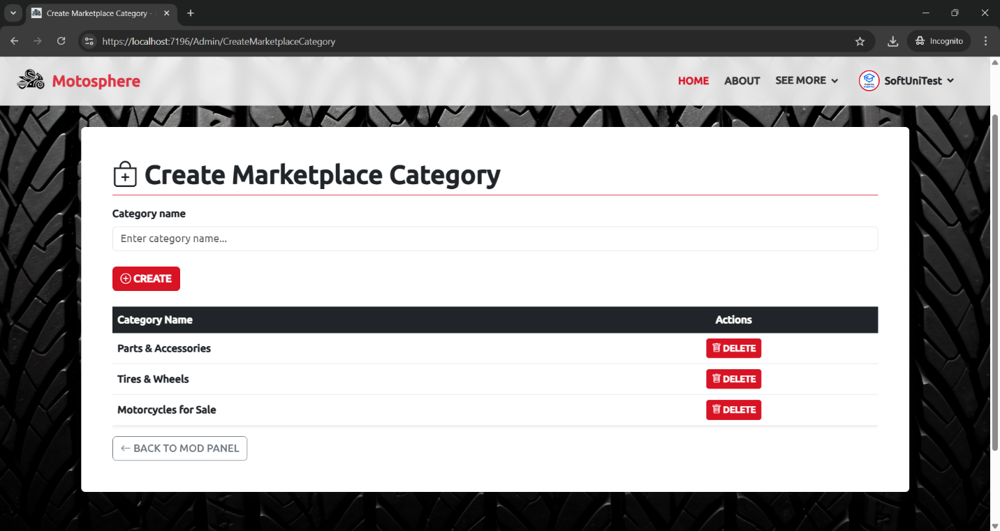 Create Marketplace Category -
https://localhost:7196/Admin/CreateMarketplaceCategory
Incognito
Motosphere
HOME
ABOUT
SEE MORE
SoftUniTest
Create Marketplace Category
Category name
Enter category name...
CREATE
Category Name
Actions
Parts & Accessories
DELETE
Tires & Wheels
DELETE
Motorcycles for Sale
DELETE
BACK TO MOD PANEL